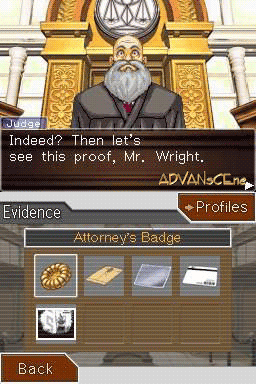 Judge
Indeed? Then let's
see this proof, Mr. Wright.
ADVANsCEne
Evidence
Profiles
Attorney's Badge
Back